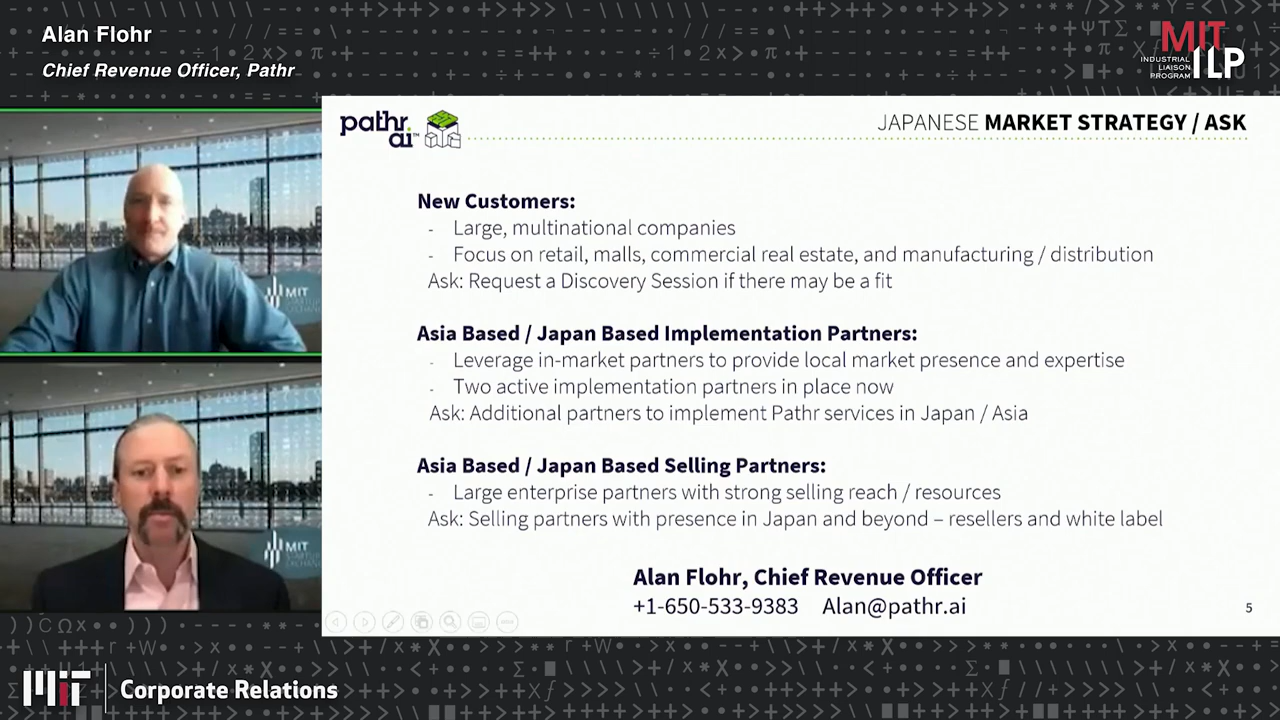 Alan Flohr
Chief Revenue Officer, Pathr
MIT
INDUSTRIAL
LIAISON
PROGRAM
ILP
pathr.
ai™
JAPANESE MARKET STRATEGY / ASK
New Customers:
- Large, multinational companies
- Focus on retail, malls, commercial real estate, and manufacturing / distribution
Ask: Request a Discovery Session if there may be a fit
Asia Based / Japan Based Implementation Partners:
- Leverage in-market partners to provide local market presence and expertise
- Two active implementation partners in place now
Ask: Additional partners to implement Pathr services in Japan / Asia
Asia Based / Japan Based Selling Partners:
- Large enterprise partners with strong selling reach / resources
Ask: Selling partners with presence in Japan and beyond – resellers and white label
Alan Flohr, Chief Revenue Officer
+1-650-533-9383 Alan@pathr.ai
5
MIT
MIT
STARTUP
EXCHANGE
MIT
Corporate Relations